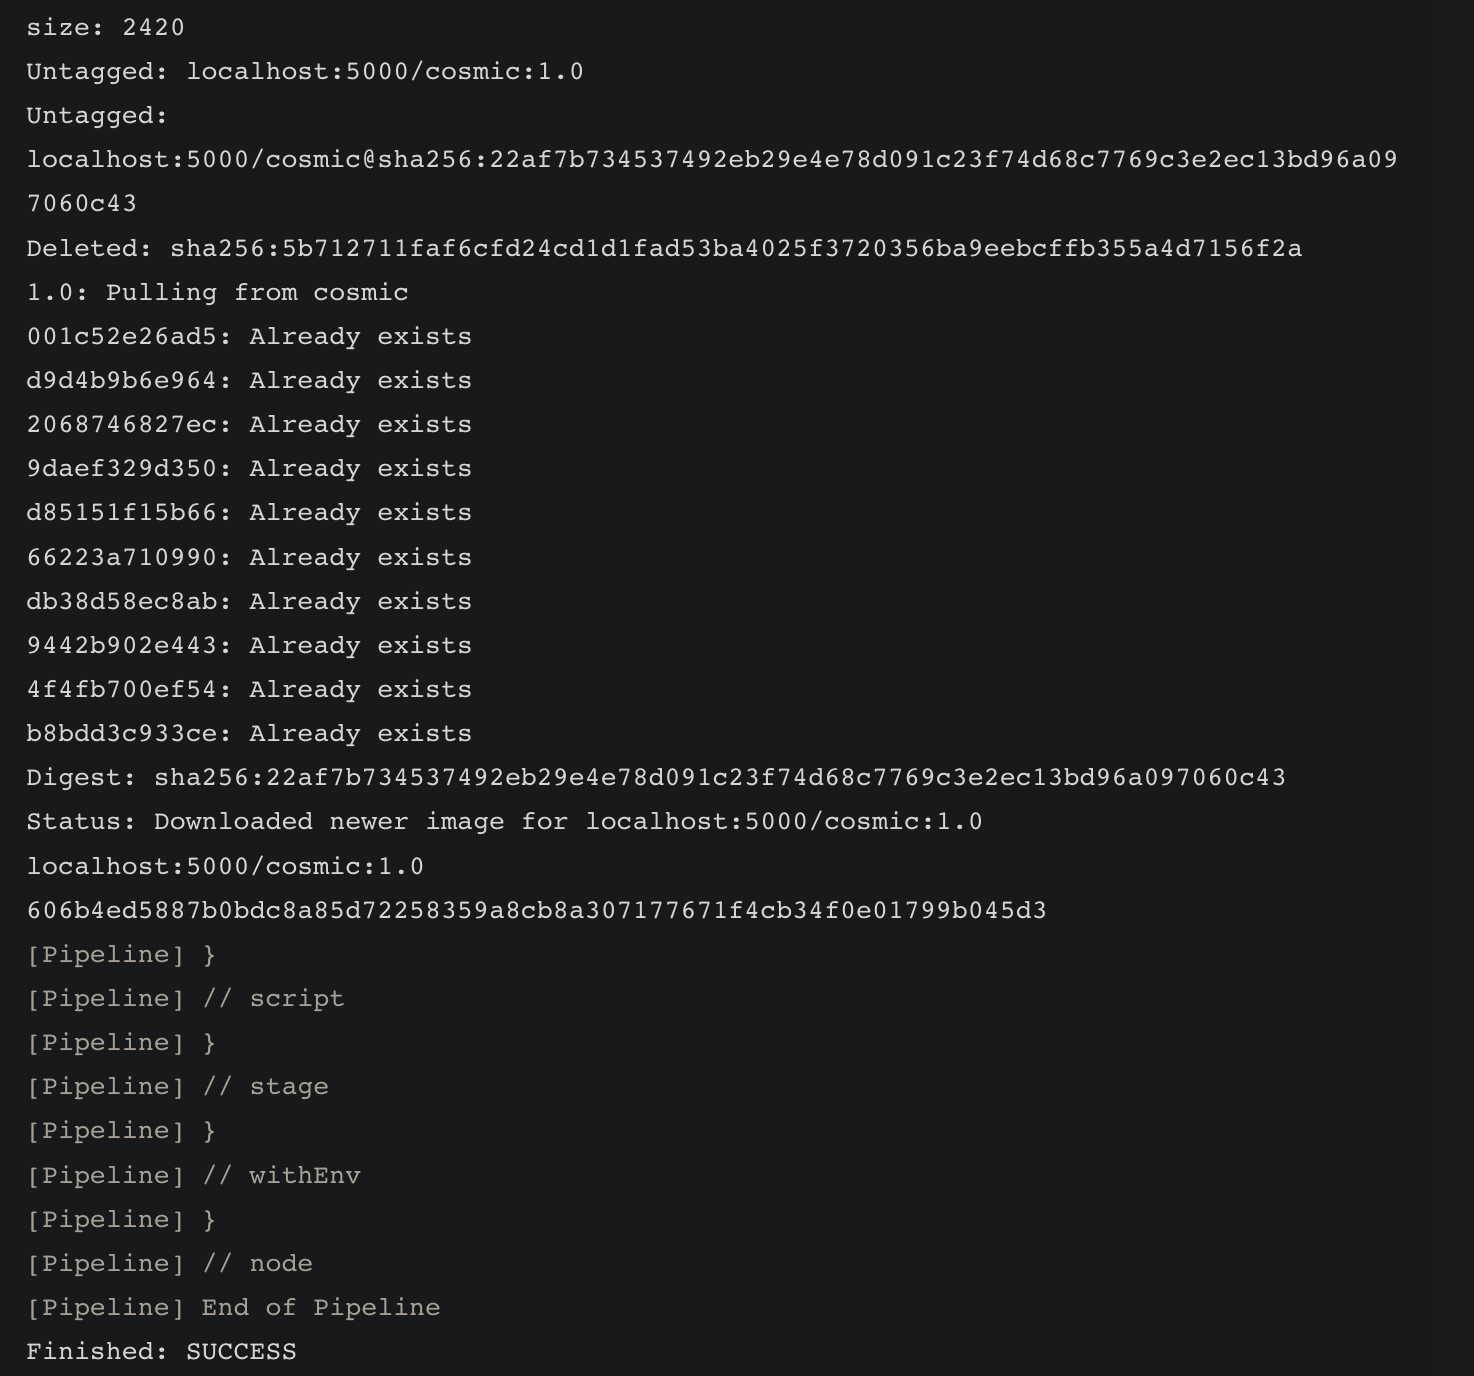 size: 2420
Untagged: localhost:5000/cosmic:1.0
Untagged:
localhost:5000/cosmic@sha256:22af7b734537492eb29e4e78d091c23f74d68c7769c3e2ec13bd96a09
7060c43
Deleted: sha256:5b712711faf6cfd24cd1d1fad53ba4025f3720356ba9eebcffb355a4d7156f2a
1.0: Pulling from cosmic
001c52e26ad5: Already exists
d9d4b9b6e964: Already exists
2068746827ec: Already exists
9daef329d350: Already exists
d85151f15b66: Already exists
66223a710990: Already exists
db38d58ec8ab: Already exists
9442b902e443: Already exists
4f4fb700ef54: Already exists
b8bdd3c933ce: Already exists
Digest: sha256:22af7b734537492eb29e4e78d091c23f74d68c7769c3e2ec13bd96a097060c43
Status: Downloaded newer image for localhost:5000/cosmic:1.0
localhost:5000/cosmic:1.0
606b4ed5887b0bdc8a85d72258359a8cb8a307177671f4cb34f0e01799b045d3
[Pipeline] }
[Pipeline] // script
[Pipeline] }
[Pipeline] // stage
[Pipeline] }
[Pipeline] // withEnv
[Pipeline] }
[Pipeline] // node
[Pipeline] End of Pipeline
Finished: SUCCESS